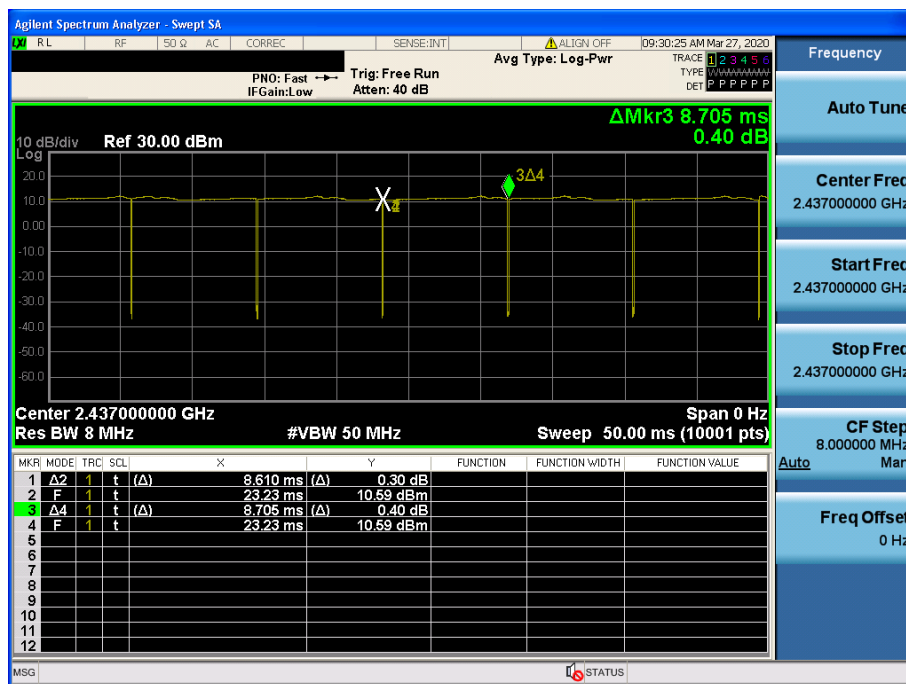 Agilent Spectrum Analyzer - Swept SA
LXI RL RF 50 Ω AC CORREC SENSE:INT ALIGN OFF 09:30:25 AM Mar 27, 2020
PNO: Fast
IFGain:Low
Trig: Free Run
Atten: 40 dB
Avg Type: Log-Pwr
TRACE 1 2 3 4 5 6
TYPE WWWWWW
DET P P P P P P
ΔMkr3 8.705 ms
0.40 dB
10 dB/div Ref 30.00 dBm
Log
20.0
10.0
0.00
-10.0
-20.0
-30.0
-40.0
-50.0
-60.0
3Δ4
Center 2.437000000 GHz Span 0 Hz
Res BW 8 MHz #VBW 50 MHz Sweep 50.00 ms (10001 pts)
MKR MODE TRC SCL X Y FUNCTION FUNCTION WIDTH FUNCTION VALUE
1 Δ2 1 t (Δ) 8.610 ms (Δ) 0.30 dB
2 F 1 t 23.23 ms 10.59 dBm
3 Δ4 1 t (Δ) 8.705 ms (Δ) 0.40 dB
4 F 1 t 23.23 ms 10.59 dBm
5
6
7
8
9
10
11
12
MSG STATUS
Frequency
Auto Tune
Center Freq
2.437000000 GHz
Start Freq
2.437000000 GHz
Stop Freq
2.437000000 GHz
CF Step
8.000000 MHz
Auto Man
Freq Offset
0 Hz